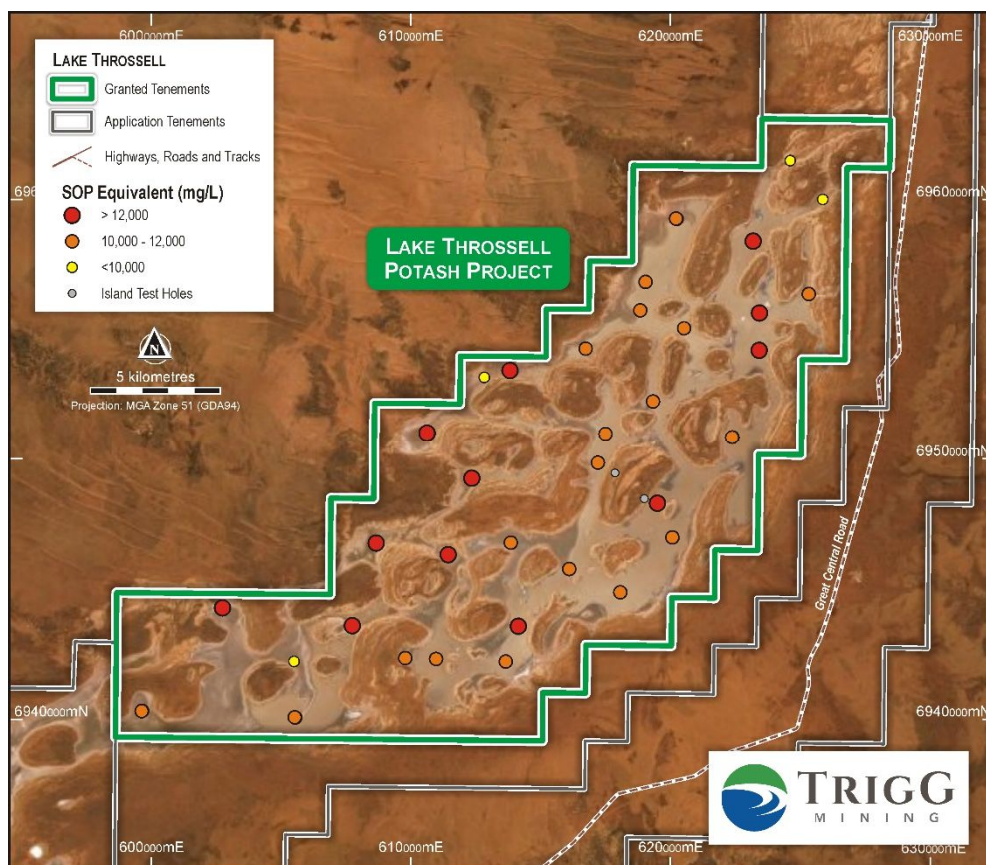 600000mE
610000mE
620000mE
630000mE
LAKE THROSSELL
Granted Tenements
Application Tenements
Highways, Roads and Tracks
SOP Equivalent (mg/L)
> 12,000
10,000 - 12,000
<10,000
Island Test Holes
696
6960000mN
LAKE THROSSELL
POTASH PROJECT
N
5 kilometres
Projection: MGA Zone 51 (GDA94)
6950000mN
Great Central Road
6940000mN
6940000mN
TRIGG
MINING
600000mE
610000mE
620000mE
630000mE